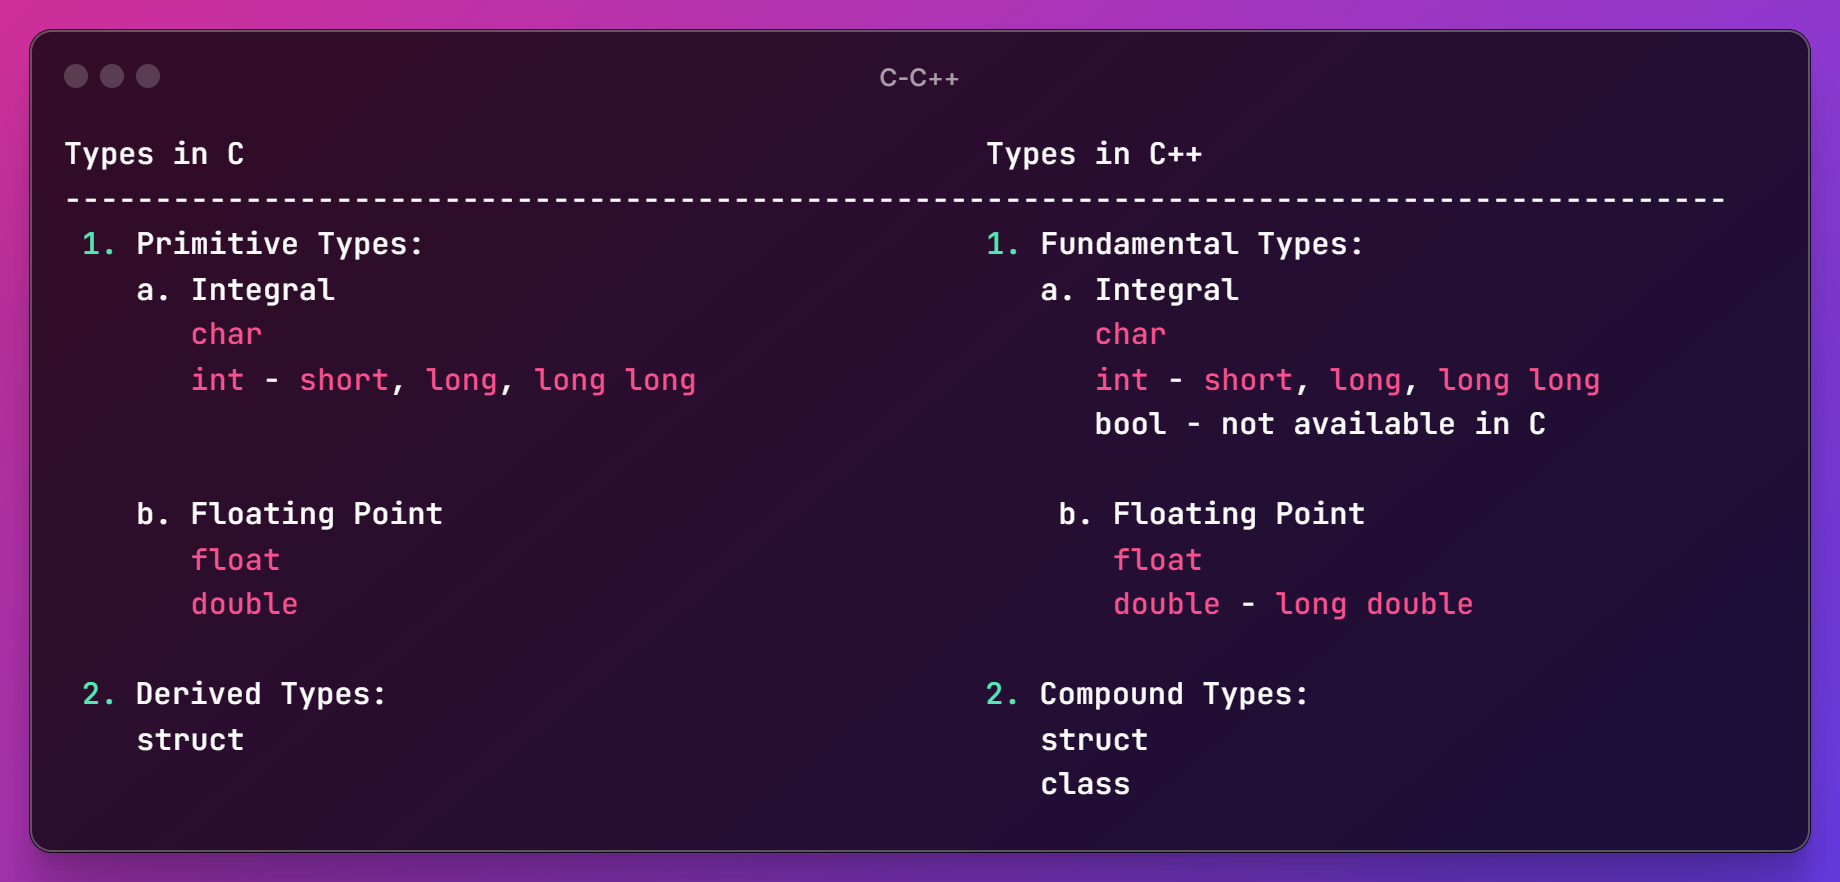 C-C++
Types in C                                         Types in C++
--------------------------------------------------------------------------------------------
 1. Primitive Types:                               1. Fundamental Types:
    a. Integral                                       a. Integral
       char                                              char
       int - short, long, long long                      int - short, long, long long
                                                         bool - not available in C
    b. Floating Point                                  b. Floating Point
       float                                              float
       double                                             double - long double
 2. Derived Types:                                 2. Compound Types:
    struct                                            struct
                                                      class